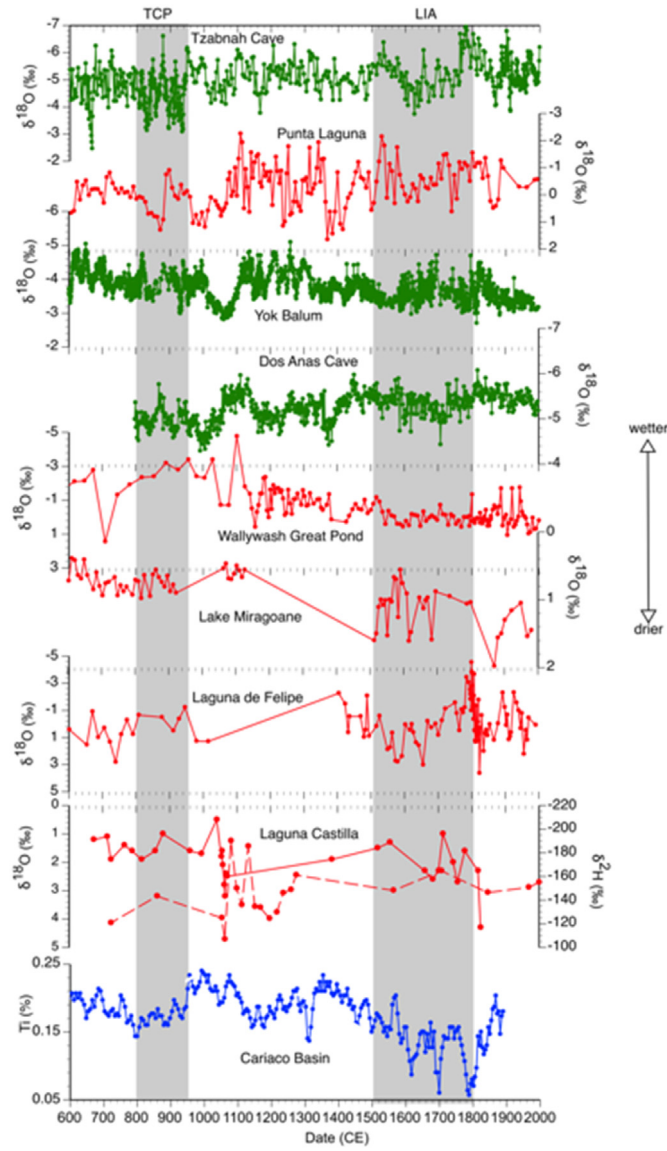 TCP LIA
-7
Tzabnah Cave
-6
-5
-4
-3
-2
δ18O (‰)
-3
Punta Laguna
-2
-1
0
1
2
δ18O (‰)
-6
-5
-4
-3
-2
δ18O (‰)
Yok Balum
-7
Dos Anas Cave
-6
-5
-4
δ18O (‰)
wetter
drier
-5
-3
-1
1
3
δ18O (‰)
Wallywash Great Pond
0
1
2
δ18O (‰)
Lake Miragoane
-5
-3
-1
1
3
5
δ18O (‰)
Laguna de Felipe
0
1
2
3
4
5
δ18O (‰)
Laguna Castilla
-220
-200
-180
-160
-140
-120
-100
δ2H (‰)
0.25
0.15
0.05
Ti (%)
Cariaco Basin
600 700 800 900 1000 1100 1200 1300 1400 1500 1600 1700 1800 1900 2000
Date (CE)